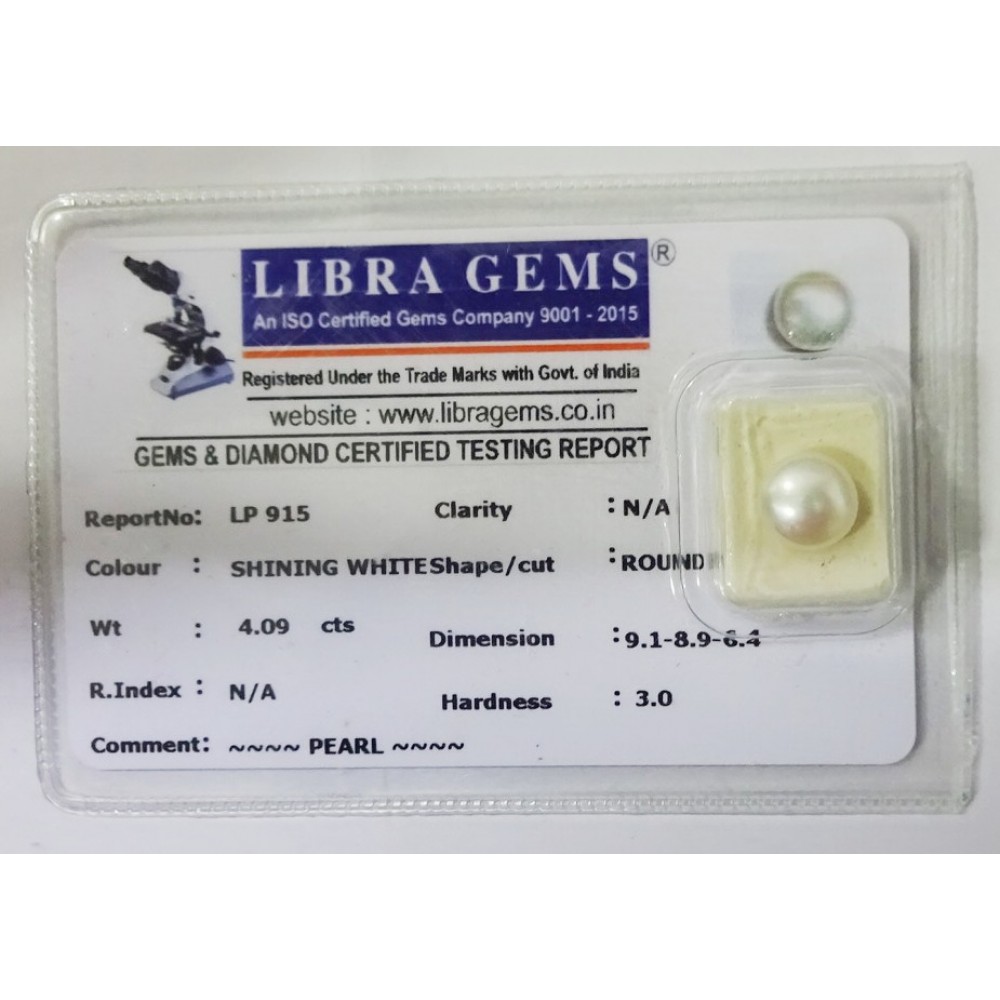 LIBRA GEMS ®
An ISO Certified Gems Company 9001 - 2015
Registered Under the Trade Marks with Govt. of India
website : www.libragems.co.in
GEMS & DIAMOND CERTIFIED TESTING REPORT
ReportNo: LP 915 Clarity : N/A
Colour : SHINING WHITE Shape/cut : ROUND
Wt : 4.09 cts Dimension : 9.1-8.9-6.4
R.Index : N/A Hardness : 3.0
Comment: ~~~~ PEARL ~~~~